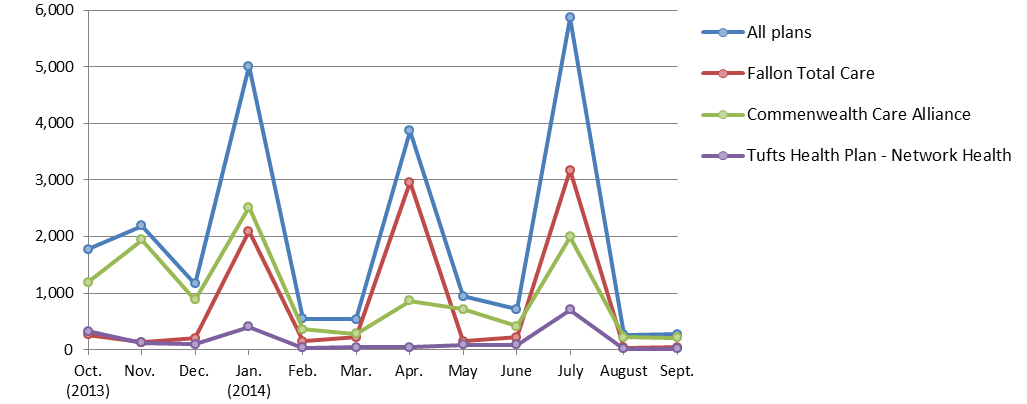 6,000
5,000
4,000
3,000
2,000
1,000
0
Oct. Nov. Dec. Jan. Feb. Mar. Apr. May June July August Sept.
(2013) (2014)
All plans
Fallon Total Care
Commenwealth Care Alliance
Tufts Health Plan - Network Health